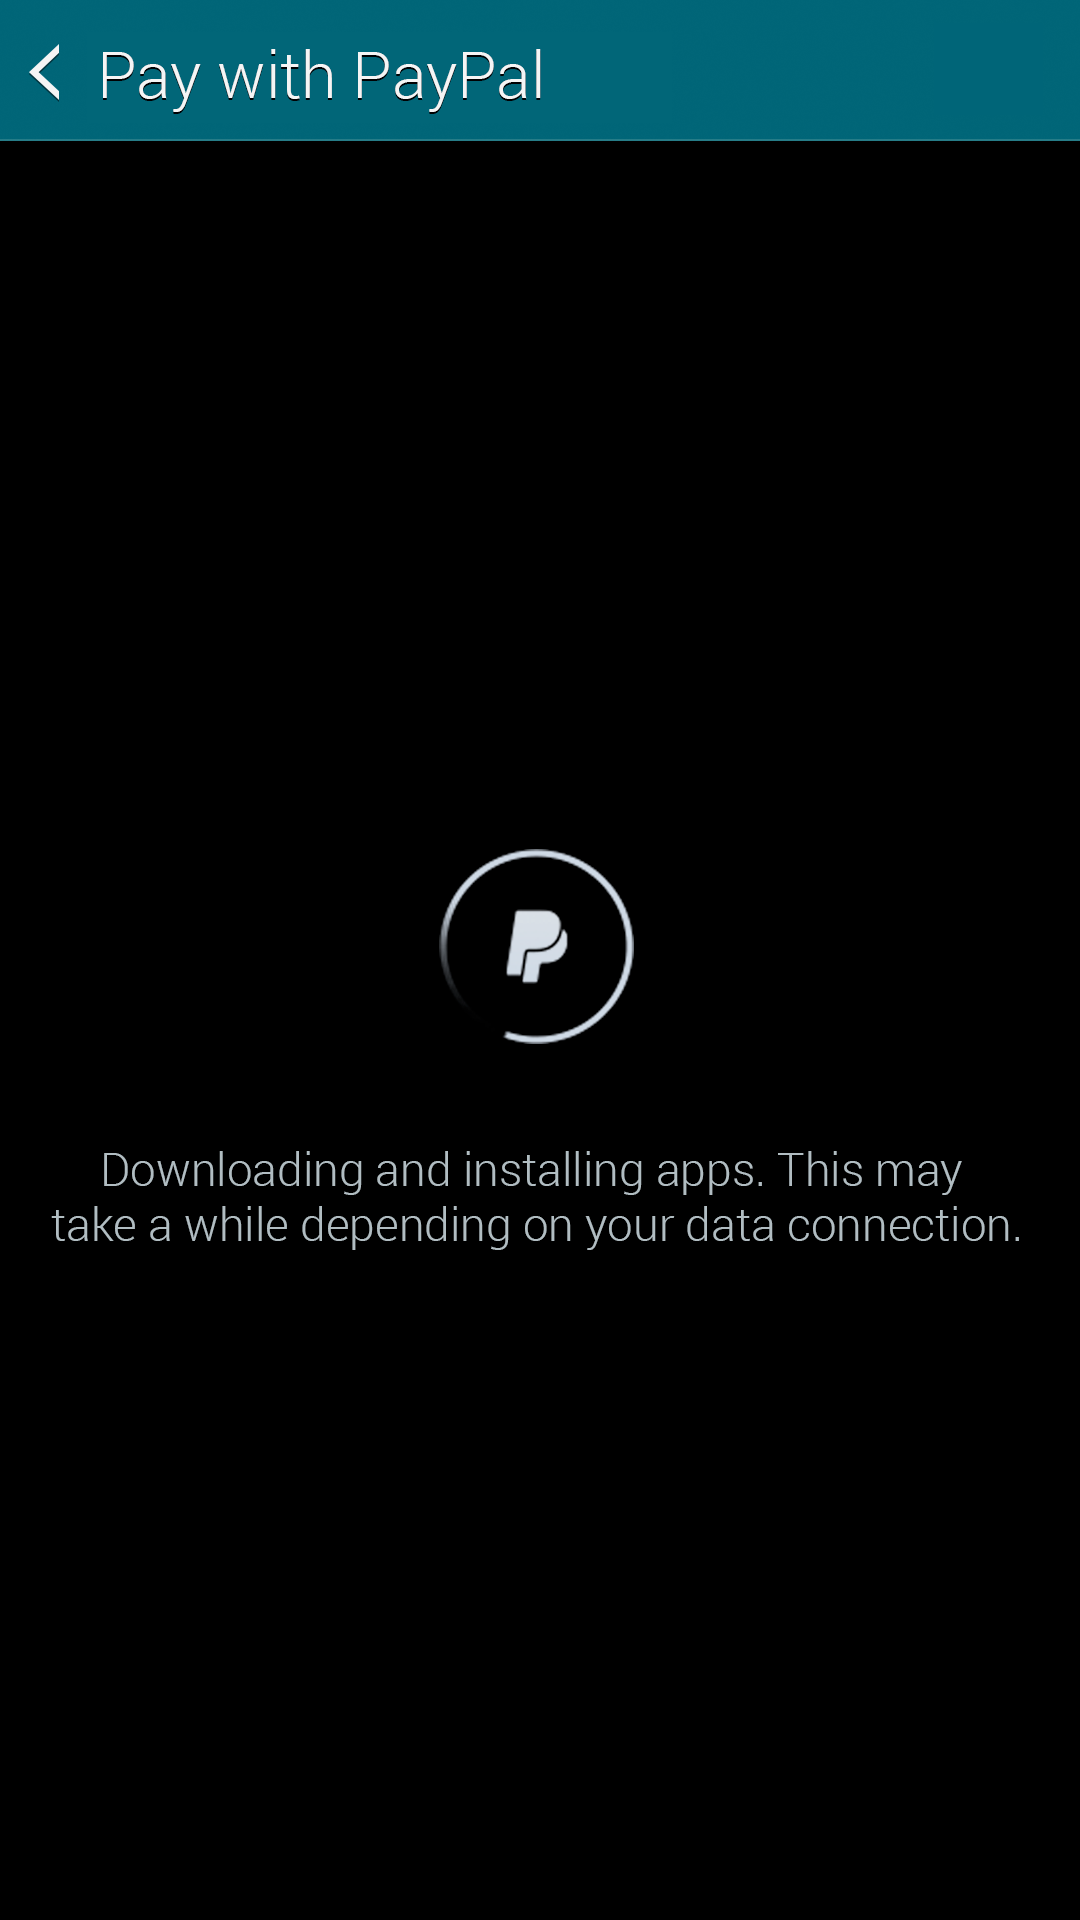 Pay with PayPal
Downloading and installing apps. This may
take a while depending on your data connection.